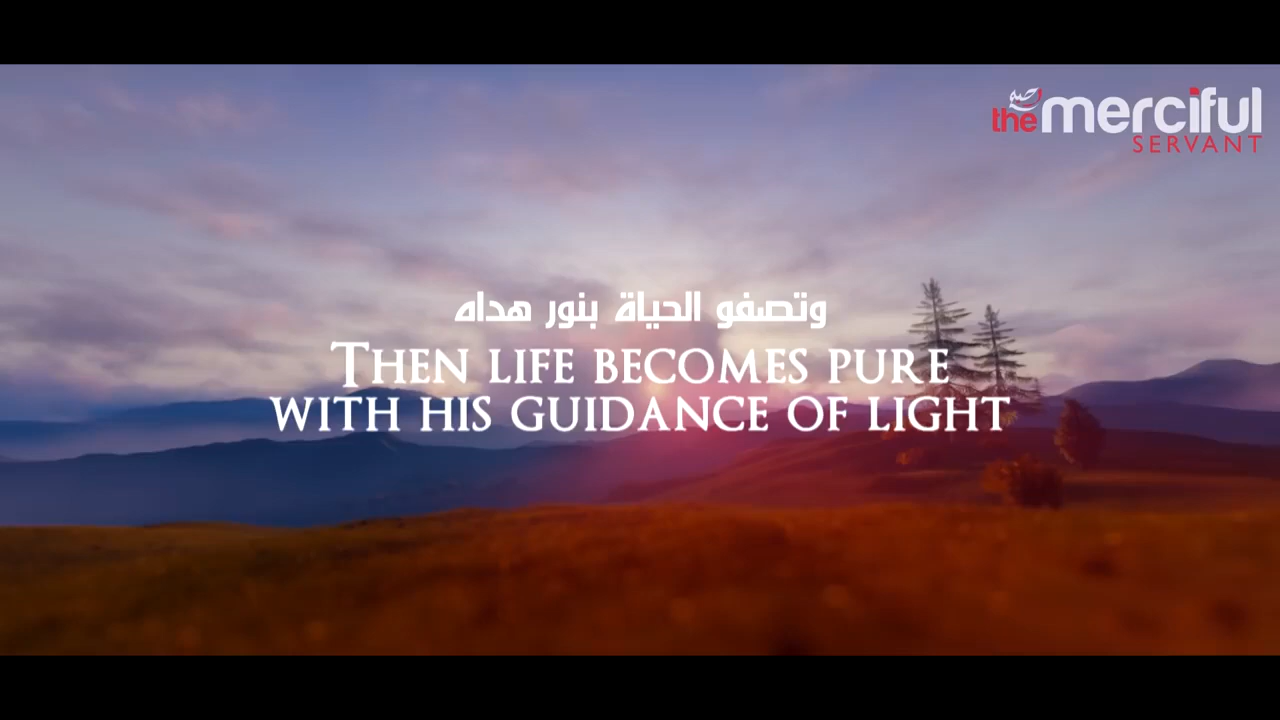 the merciful
SERVANT
وتصفو الحياة بنور هداه
THEN LIFE BECOMES PURE
WITH HIS GUIDANCE OF LIGHT